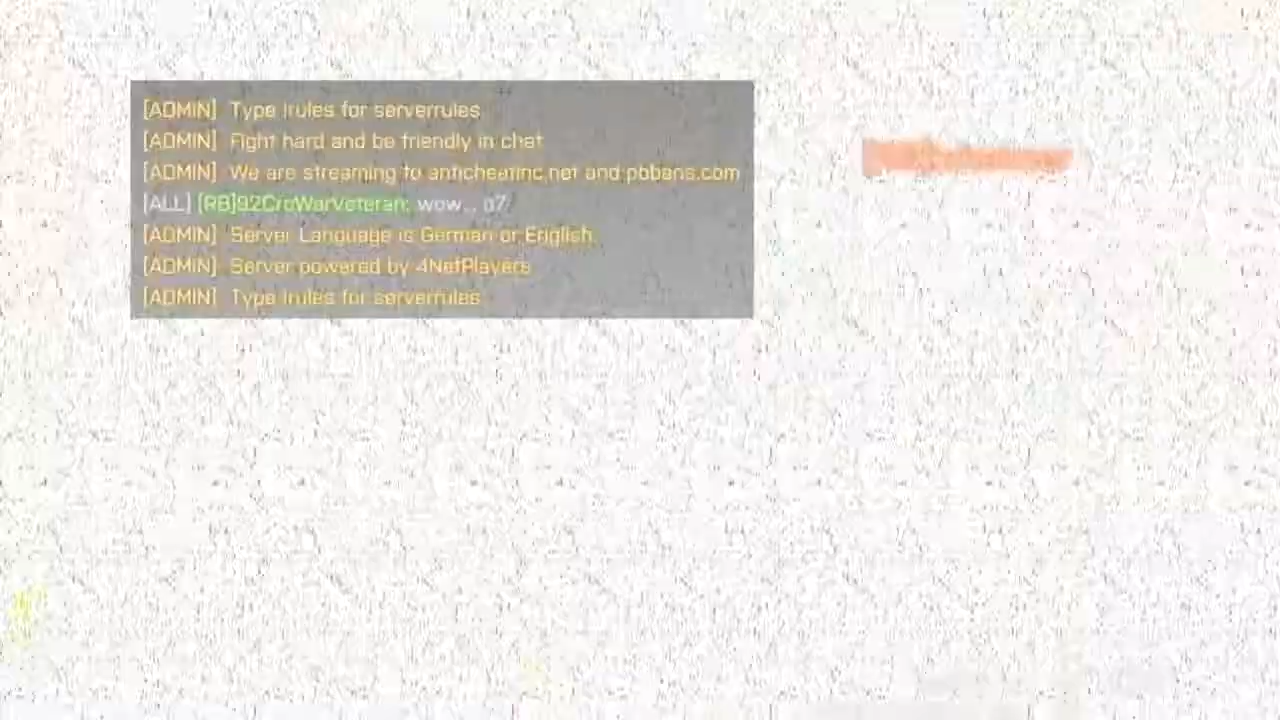 [ADMIN] Type !rules for serverrules
[ADMIN] Fight hard and be friendly in chat
[ADMIN] We are streaming to anticheatinc.net and pbbans.com
[ALL] [RB]92CroWarVeteran: wow... o7
[ADMIN] Server Language is German or English
[ADMIN] Server powered by 4NetPlayers
[ADMIN] Type !rules for serverrules